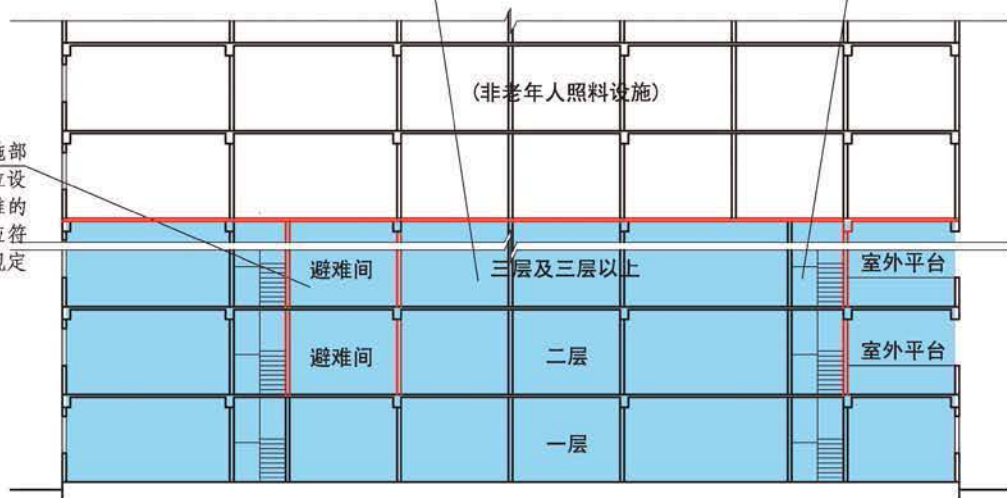 (非老年人照料设施)
施部
应设
难的
应符
规定
避难间
三层及三层以上
室外平台
避难间
二层
室外平台
一层